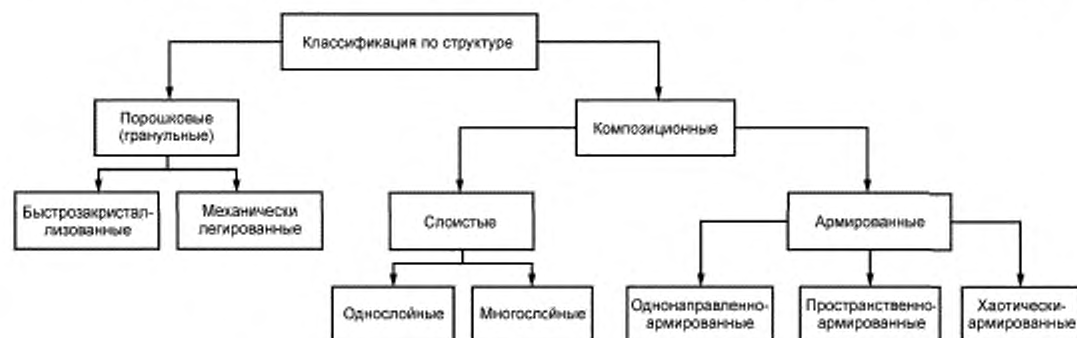 Классификация по структуре
Порошковые
(гранульные)
Композиционные
Быстрозакристал-
лизованные
Механически
легированные
Слоистые
Армированные
Однослойные
Многослойные
Однонаправленно-
армированные
Пространственно-
армированные
Хаотически-
армированные